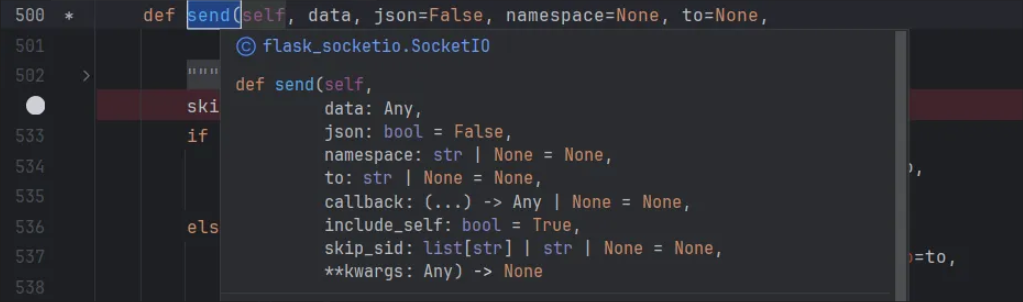 500 * def send(self, data, json=False, namespace=None, to=None,
501
© flask_socketio.SocketIO
502 > """
def send(self,
data: Any,
ski
json: bool = False,
533 if
namespace: str | None = None,
534
to: str | None = None,
535
callback: (...) -> Any | None = None,
536 els
include_self: bool = True,
537
skip_sid: list[str] | str | None = None,
=to,
**kwargs: Any) -> None
538